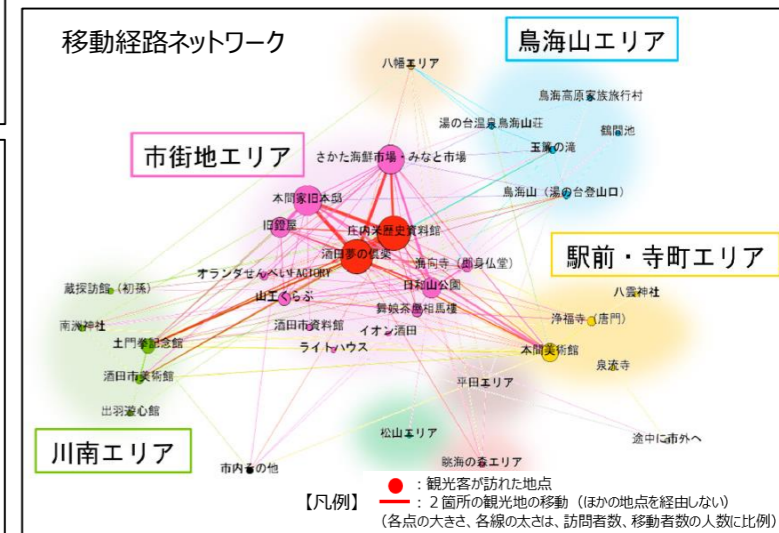 移動経路ネットワーク
鳥海山エリア
八幡エリア
鳥海高原家族旅行村
湯の台温泉鳥海山荘
鶴間池
玉簾の滝
市街地エリア
さかた海鮮市場・みなと市場
鳥海山（湯の台登山口）
本間家旧本邸
旧鐙屋
庄内米歴史資料館
酒田夢の倶楽
駅前・寺町エリア
海向寺（即身仏堂）
オランダせんべいFACTORY
日和山公園
蔵探訪館（初孫）
山王くらぶ
八雲神社
舞娘茶屋相馬樓
南洲神社
酒田市資料館
イオン酒田
浄福寺（唐門）
土門拳記念館
ライトハウス
本間美術館
泉流寺
酒田市美術館
平田エリア
出羽遊心館
松山エリア
途中に市外へ
川南エリア
市内その他
眺海の森エリア
【凡例】
：観光客が訪れた地点
：２箇所の観光地の移動（ほかの地点を経由しない）
（各点の大きさ、各線の太さは、訪問者数、移動者数の人数に比例）